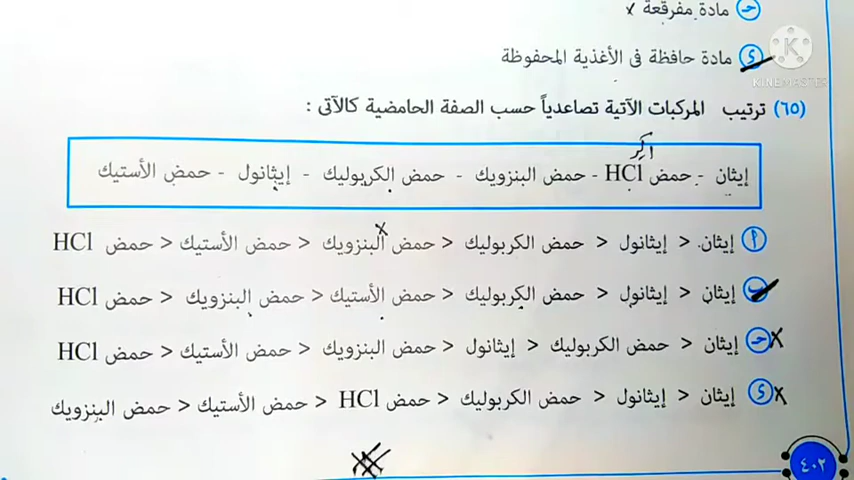 ج مادة مفرقعة x
د مادة حافظة فى الأغذية المحفوظة
KINEMASTER
(٦٥) ترتيب المركبات الآتية تصاعدياً حسب الصفة الحامضية كالآتى :
اكبر
إيثان - حمض HCl - حمض البنزويك - حمض الكربوليك - إيثانول - حمض الأستيك
أ إيثان < إيثانول < حمض الكربوليك < حمض البنزويك < حمض الأستيك < حمض HCl
ب إيثان < إيثانول < حمض الكربوليك < حمض الأستيك < حمض البنزويك < حمض HCl
ج إيثان < حمض الكربوليك < إيثانول < حمض البنزويك < حمض الأستيك < حمض HCl
د إيثان < إيثانول < حمض الكربوليك < حمض HCl < حمض الأستيك < حمض البنزويك
٤٠٢